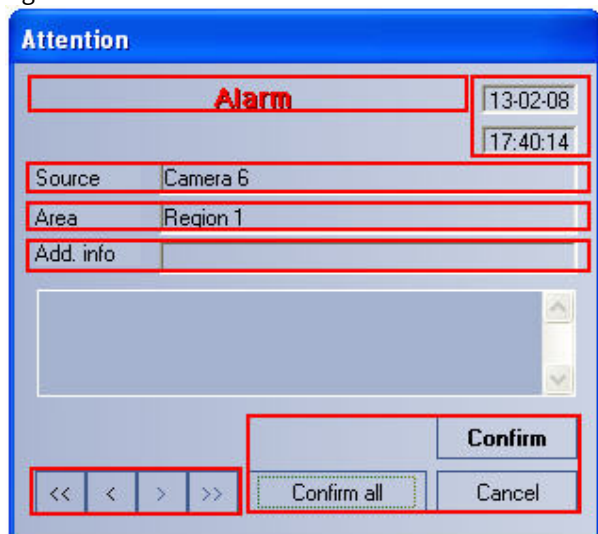 Attention
Alarm 13-02-08
17:40:14
Source Camera 6
Area Region 1
Add. info
Confirm
<< < > >> Confirm all Cancel